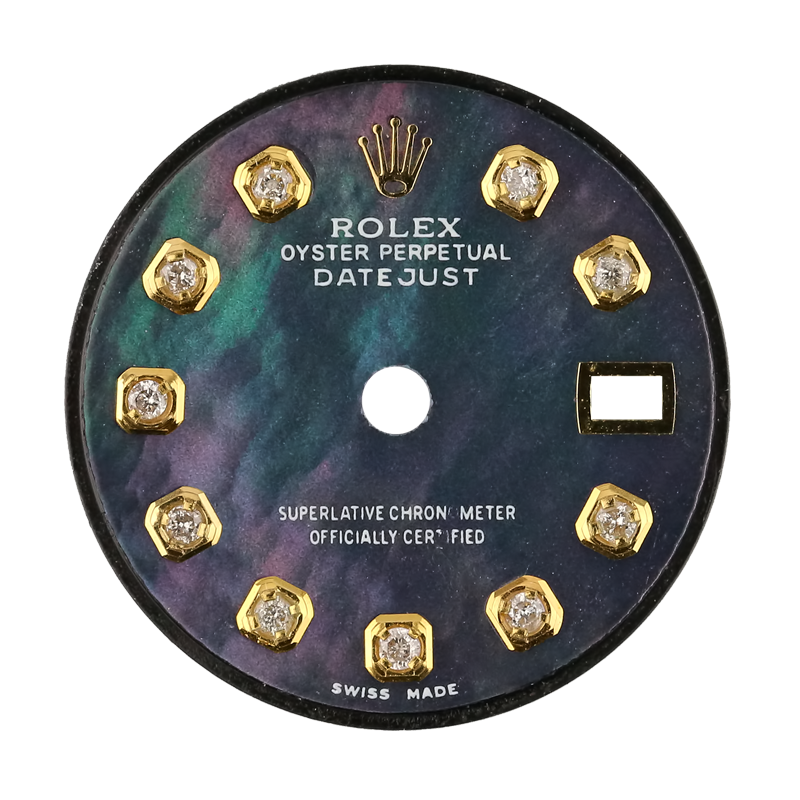 ROLEX
OYSTER PERPETUAL
DATEJUST
SUPERLATIVE CHRONOMETER
OFFICIALLY CERTIFIED
SWISS MADE